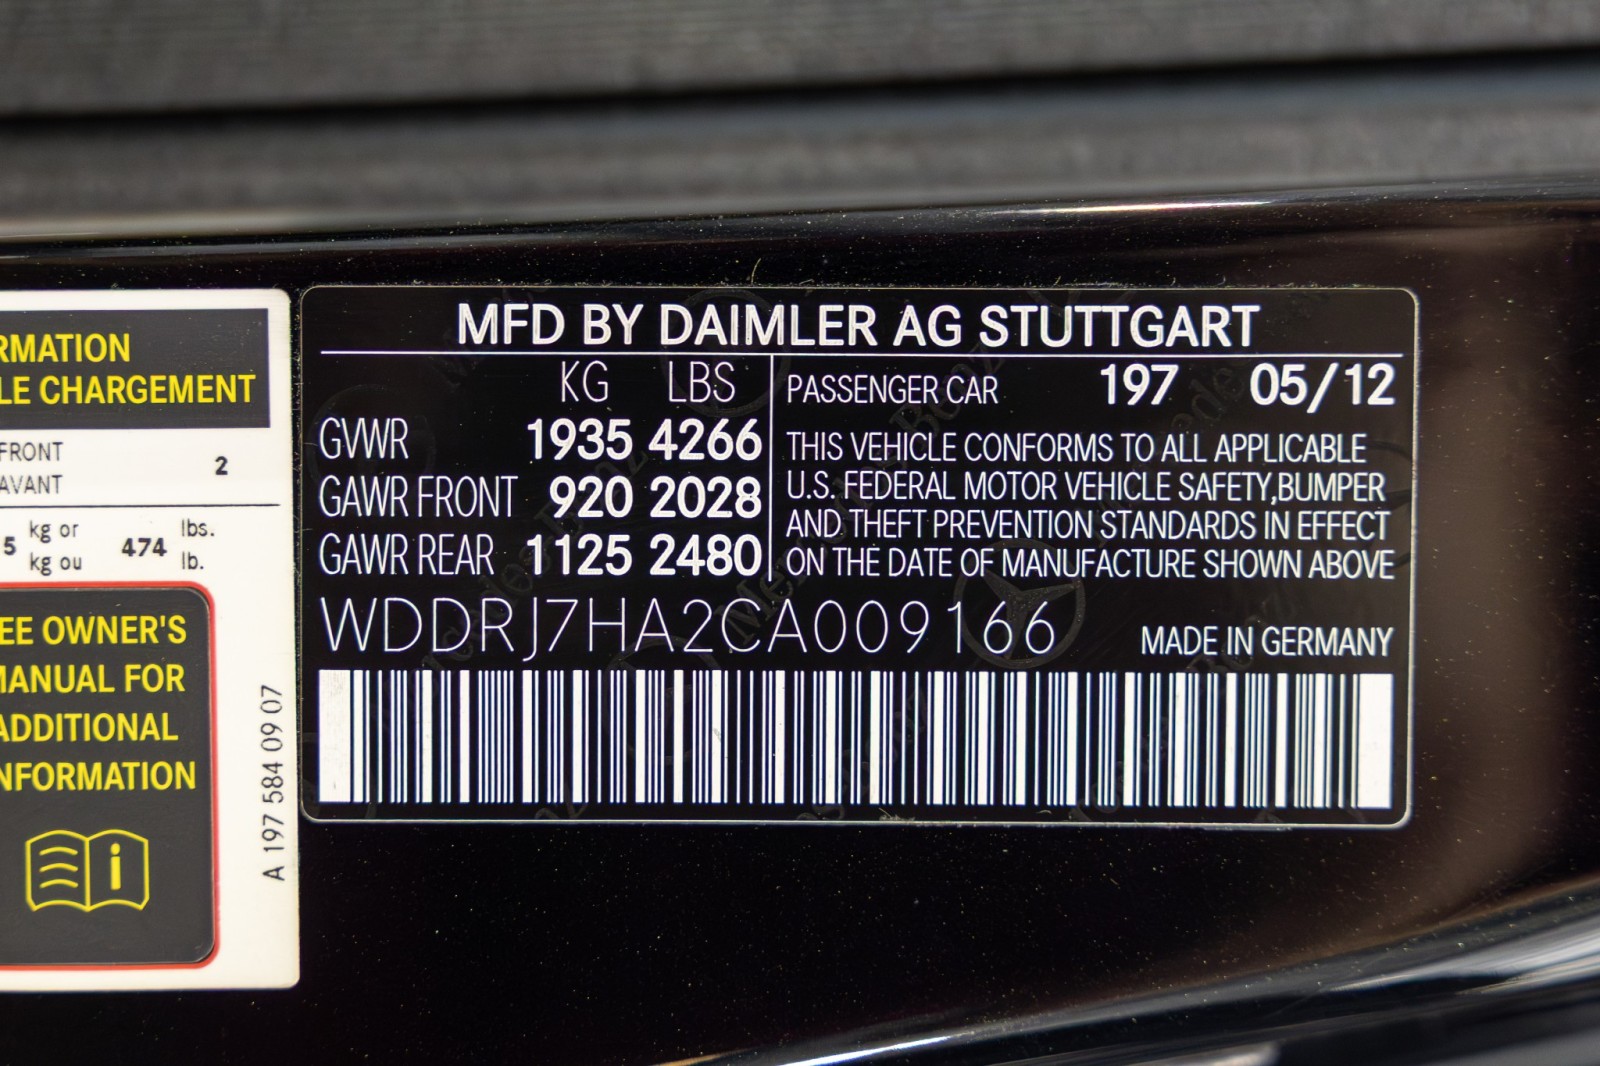 RMATION
LE CHARGEMENT
FRONT
AVANT
2
5 kg or 474 lbs.
kg ou lb.
EE OWNER'S
MANUAL FOR
ADDITIONAL
NFORMATION
A 197 584 09 07
MFD BY DAIMLER AG STUTTGART
KG LBS
GVWR 1935 4266
GAWR FRONT 920 2028
GAWR REAR 1125 2480
PASSENGER CAR 197 05/12
THIS VEHICLE CONFORMS TO ALL APPLICABLE
U.S. FEDERAL MOTOR VEHICLE SAFETY,BUMPER
AND THEFT PREVENTION STANDARDS IN EFFECT
ON THE DATE OF MANUFACTURE SHOWN ABOVE
WDDRJ7HA2CA009166
MADE IN GERMANY